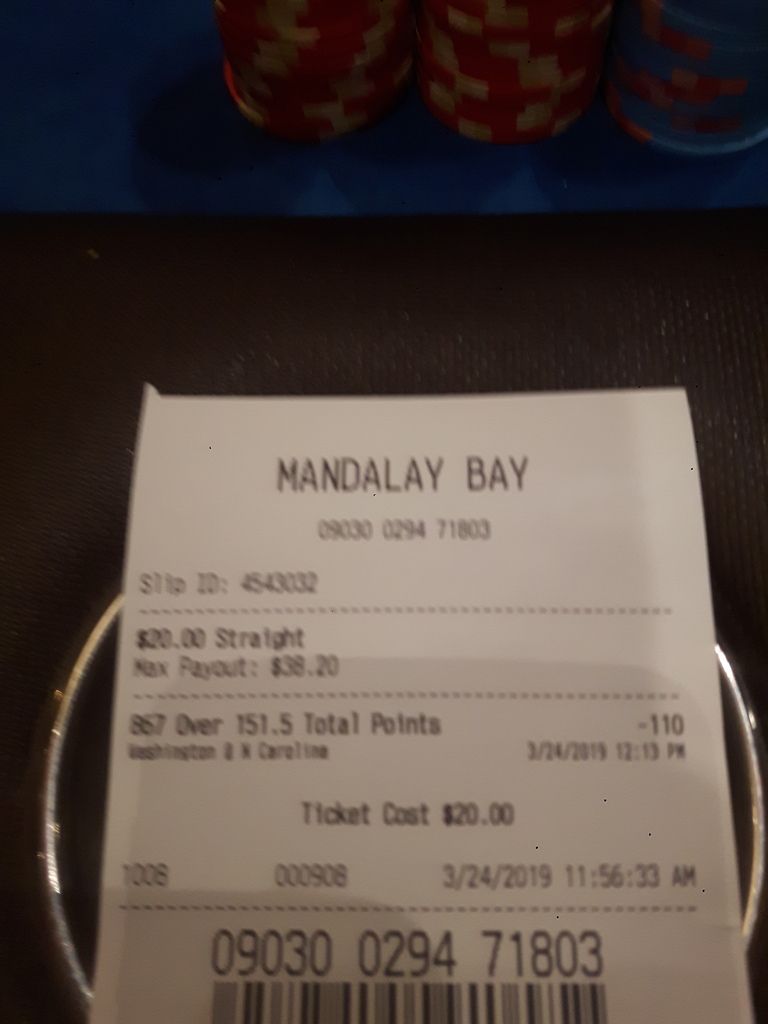 MANDALAY BAY
09030 0294 71803
Slip ID: 4543032
$20.00 Straight
Max Payout: $38.20
867 Over 151.5 Total Points -110
Washington @ N Carolina 3/24/2019 12:13 PM
Ticket Cost $20.00
1008 000908 3/24/2019 11:56:33 AM
09030 0294 71803